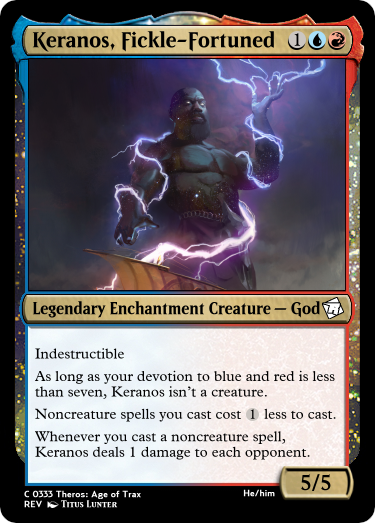 Keranos, Fickle-Fortuned 1
Legendary Enchantment Creature — God
Indestructible
As long as your devotion to blue and red is less
than seven, Keranos isn't a creature.
Noncreature spells you cast cost 1 less to cast.
Whenever you cast a noncreature spell,
Keranos deals 1 damage to each opponent.
5/5
C 0333 Theros: Age of Trax He/him
REV Titus Lunter